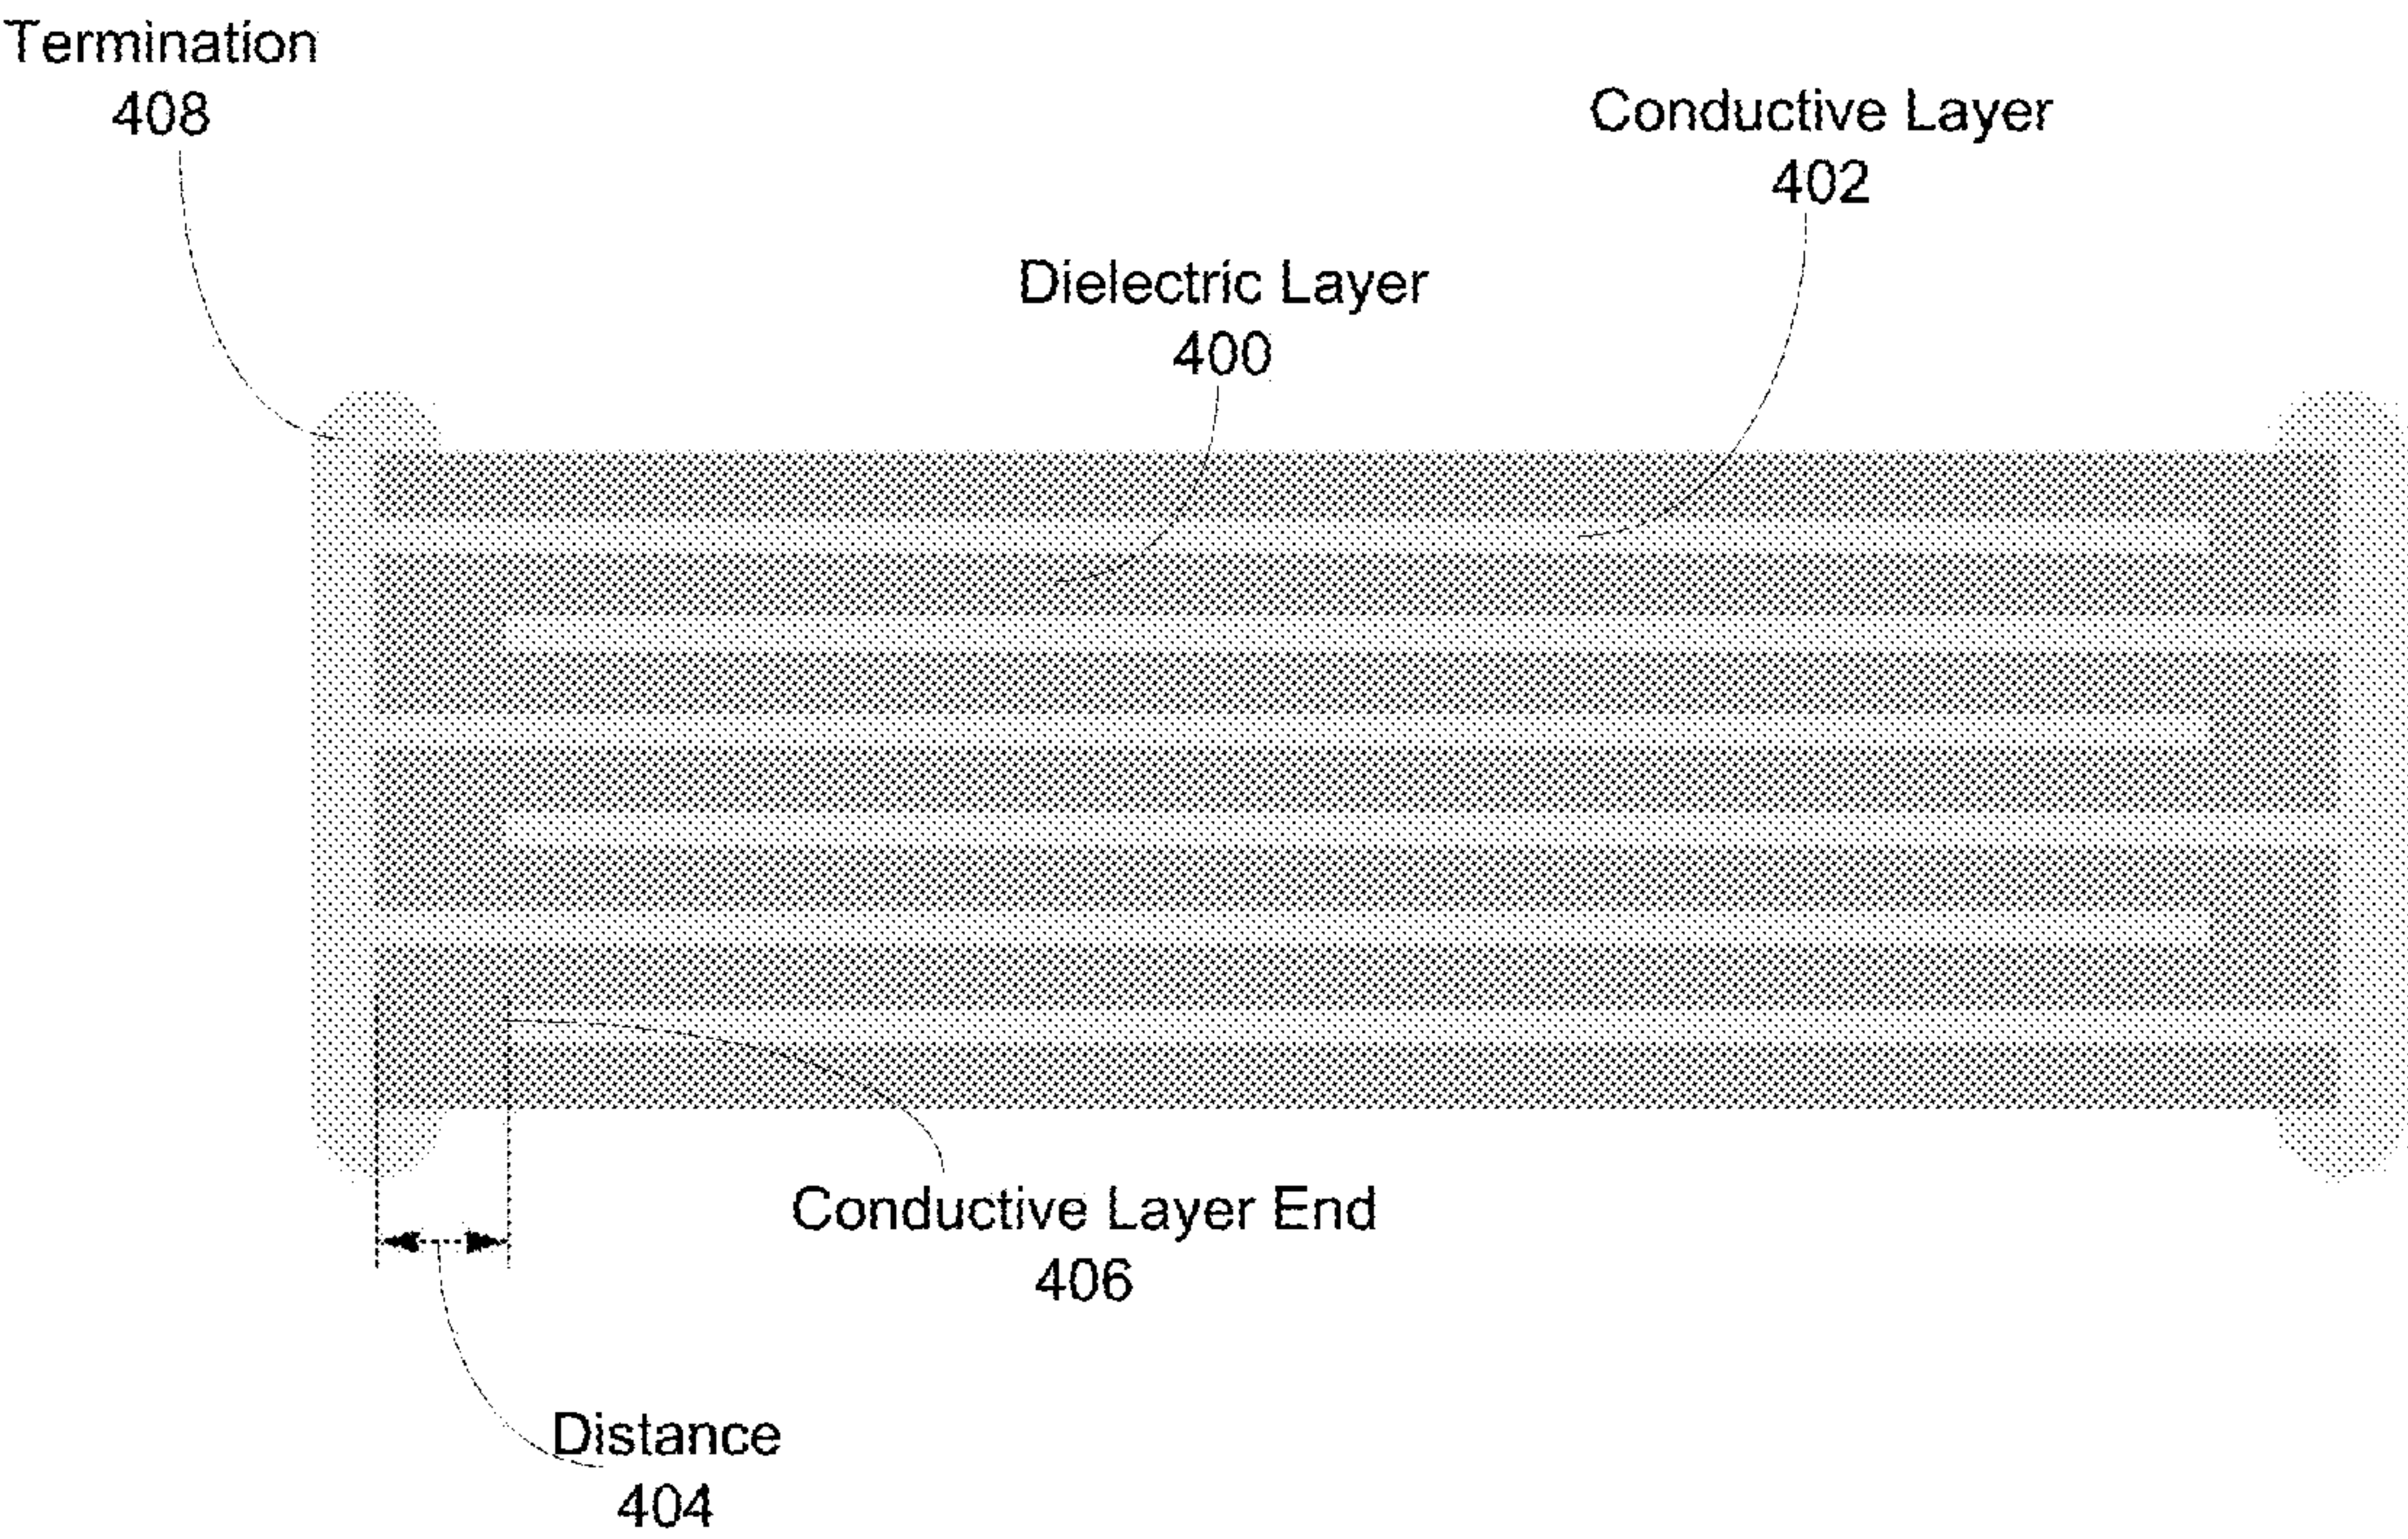 Termination
408
Conductive Layer
402
Dielectric Layer
400
Conductive Layer End
406
Distance
404